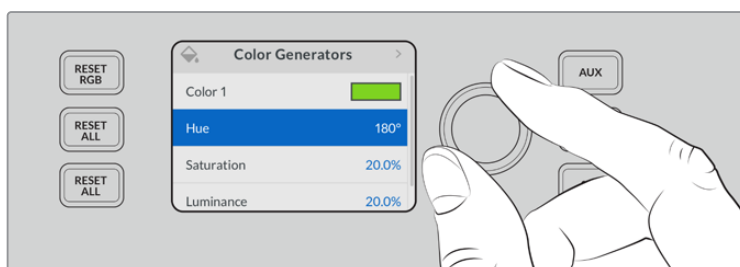 RESET
RGB
RESET
ALL
RESET
ALL
Color Generators
Color 1
Hue 180°
Saturation 20.0%
Luminance 20.0%
AUX